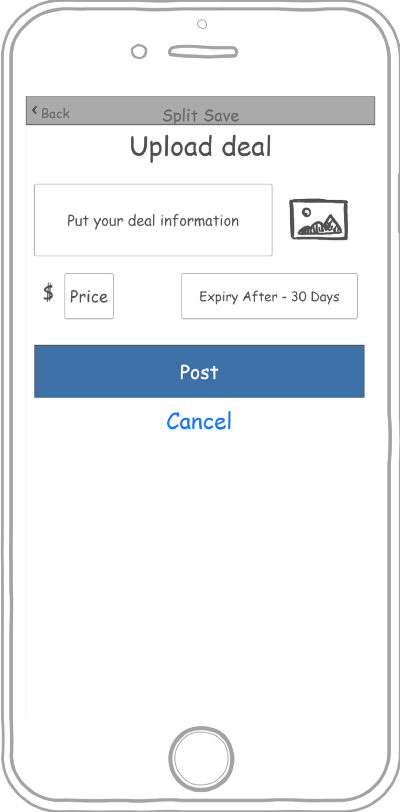 Back
Split Save
Upload deal
Put your deal information
$ Price
Expiry After - 30 Days
Post
Cancel